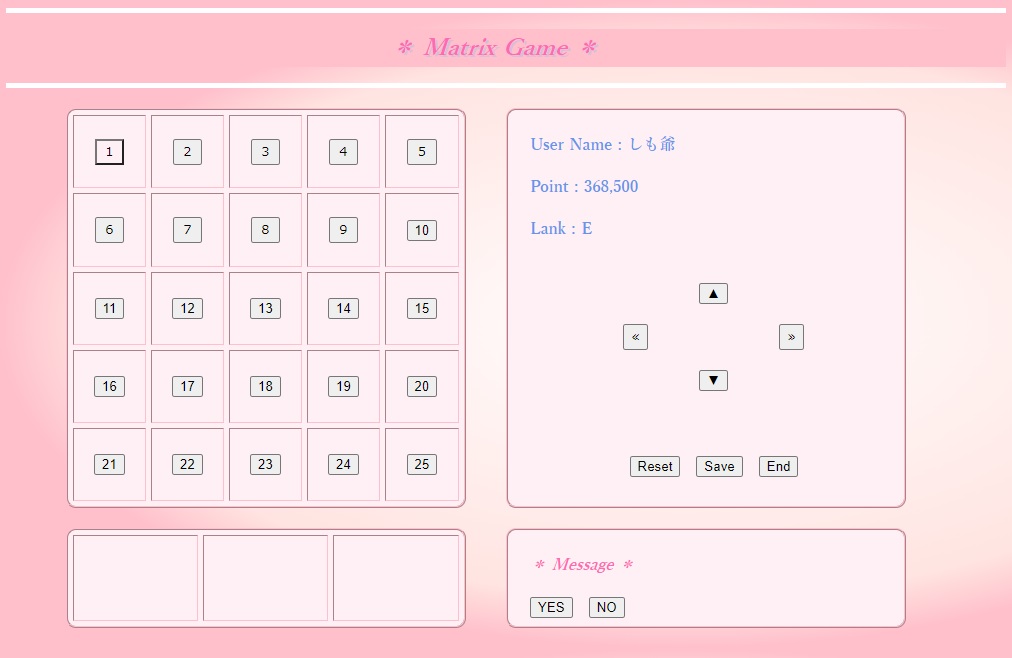 * Matrix Game *
1 2 3 4 5
6 7 8 9 10
11 12 13 14 15
16 17 18 19 20
21 22 23 24 25
User Name : しも爺
Point : 368,500
Lank : E
▲
« »
▼
Reset Save End
* Message *
YES NO